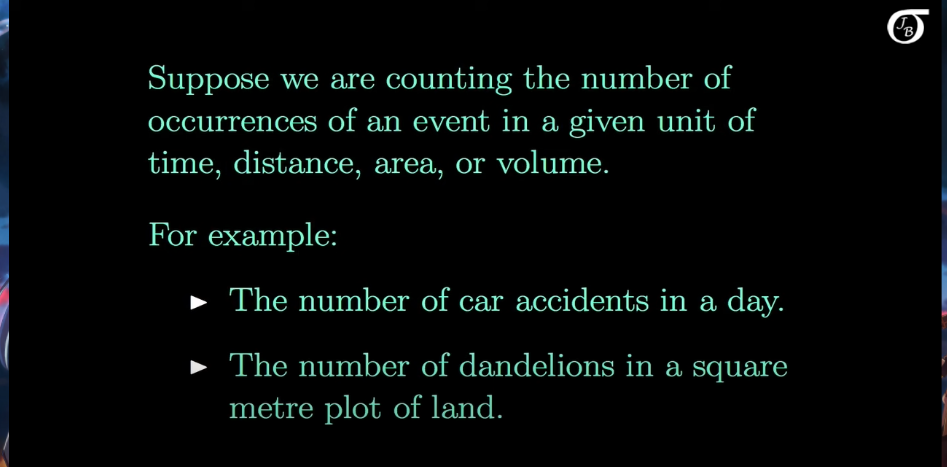 Suppose we are counting the number of
occurrences of an event in a given unit of
time, distance, area, or volume.
For example:
► The number of car accidents in a day.
► The number of dandelions in a square
metre plot of land.
JB